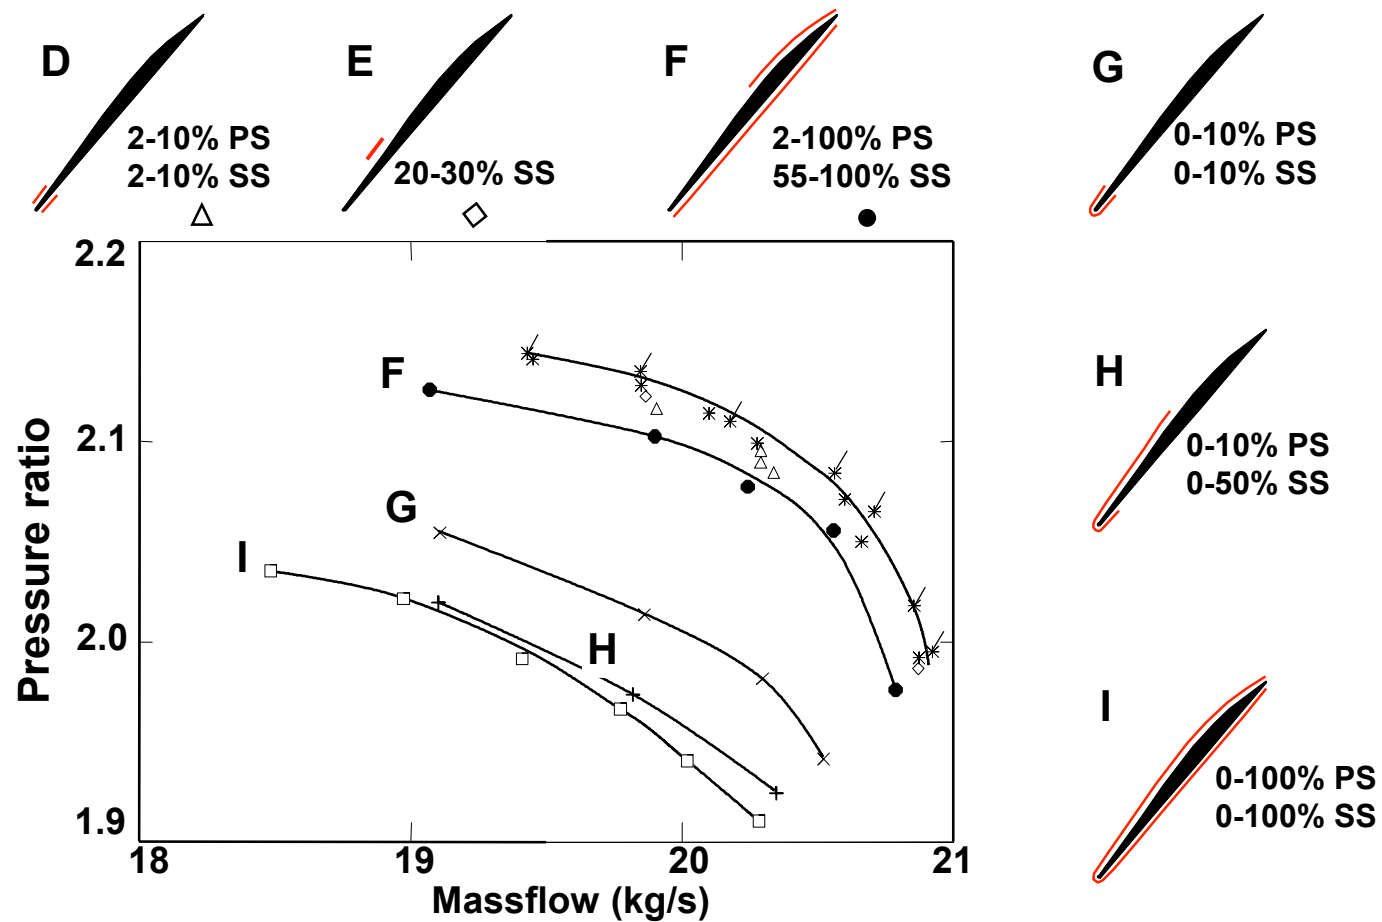 D
2-10% PS
2-10% SS
E
20-30% SS
F
2-100% PS
55-100% SS
G
0-10% PS
0-10% SS
H
0-10% PS
0-50% SS
I
0-100% PS
0-100% SS
2.2
2.1
2.0
1.9
Pressure ratio
F
G
I
H
18
19
20
21
Massflow (kg/s)